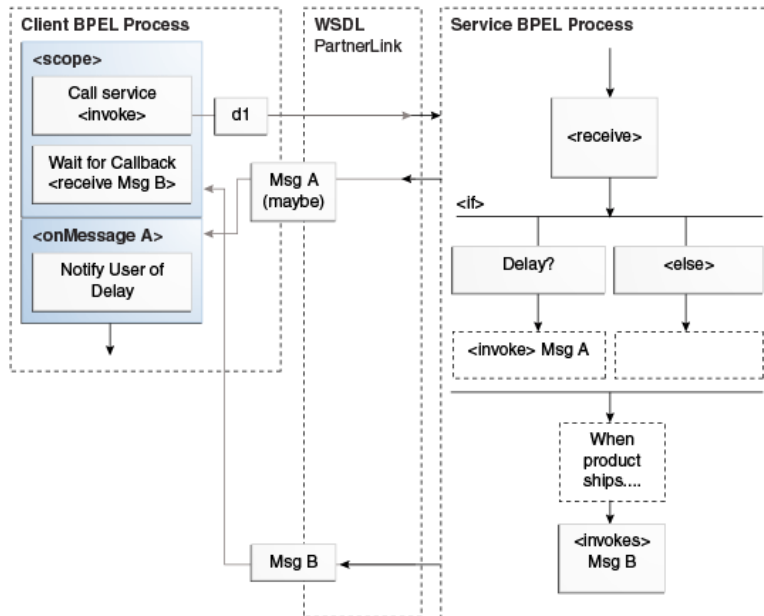 Client BPEL Process
<scope>
Call service
<invoke>
Wait for Callback
<receive Msg B>
<onMessage A>
Notify User of
Delay
d1
WSDL
PartnerLink
Msg A
(maybe)
Msg B
Service BPEL Process
<receive>
<if>
Delay?
<else>
<invoke> Msg A
When
product
ships....
<invokes>
Msg B